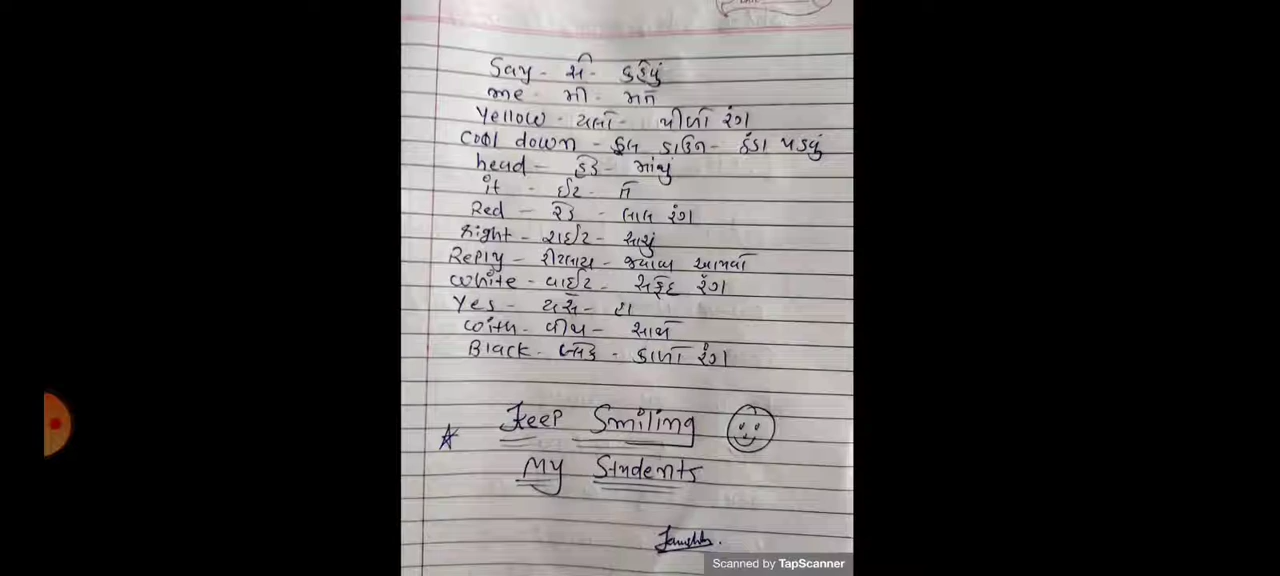 Say - સે - કહેવું
me - મી - મને
Yellow - યલો - પીળો રંગ
Cool down - કુલ ડાઉન - ઠંડા પડવું
head - હેડ - માથું
it - ઈટ - તે
Red - રેડ - લાલ રંગ
Right - રાઈટ - સાચું
Reply - રીપ્લાય - જવાબ આપવો
White - વાઈટ - સફેદ રંગ
Yes - યસ - હા
With - વીથ - સાથે
Black - બ્લેક - કાળો રંગ
Keep Smiling
My Students
Scanned by TapScanner